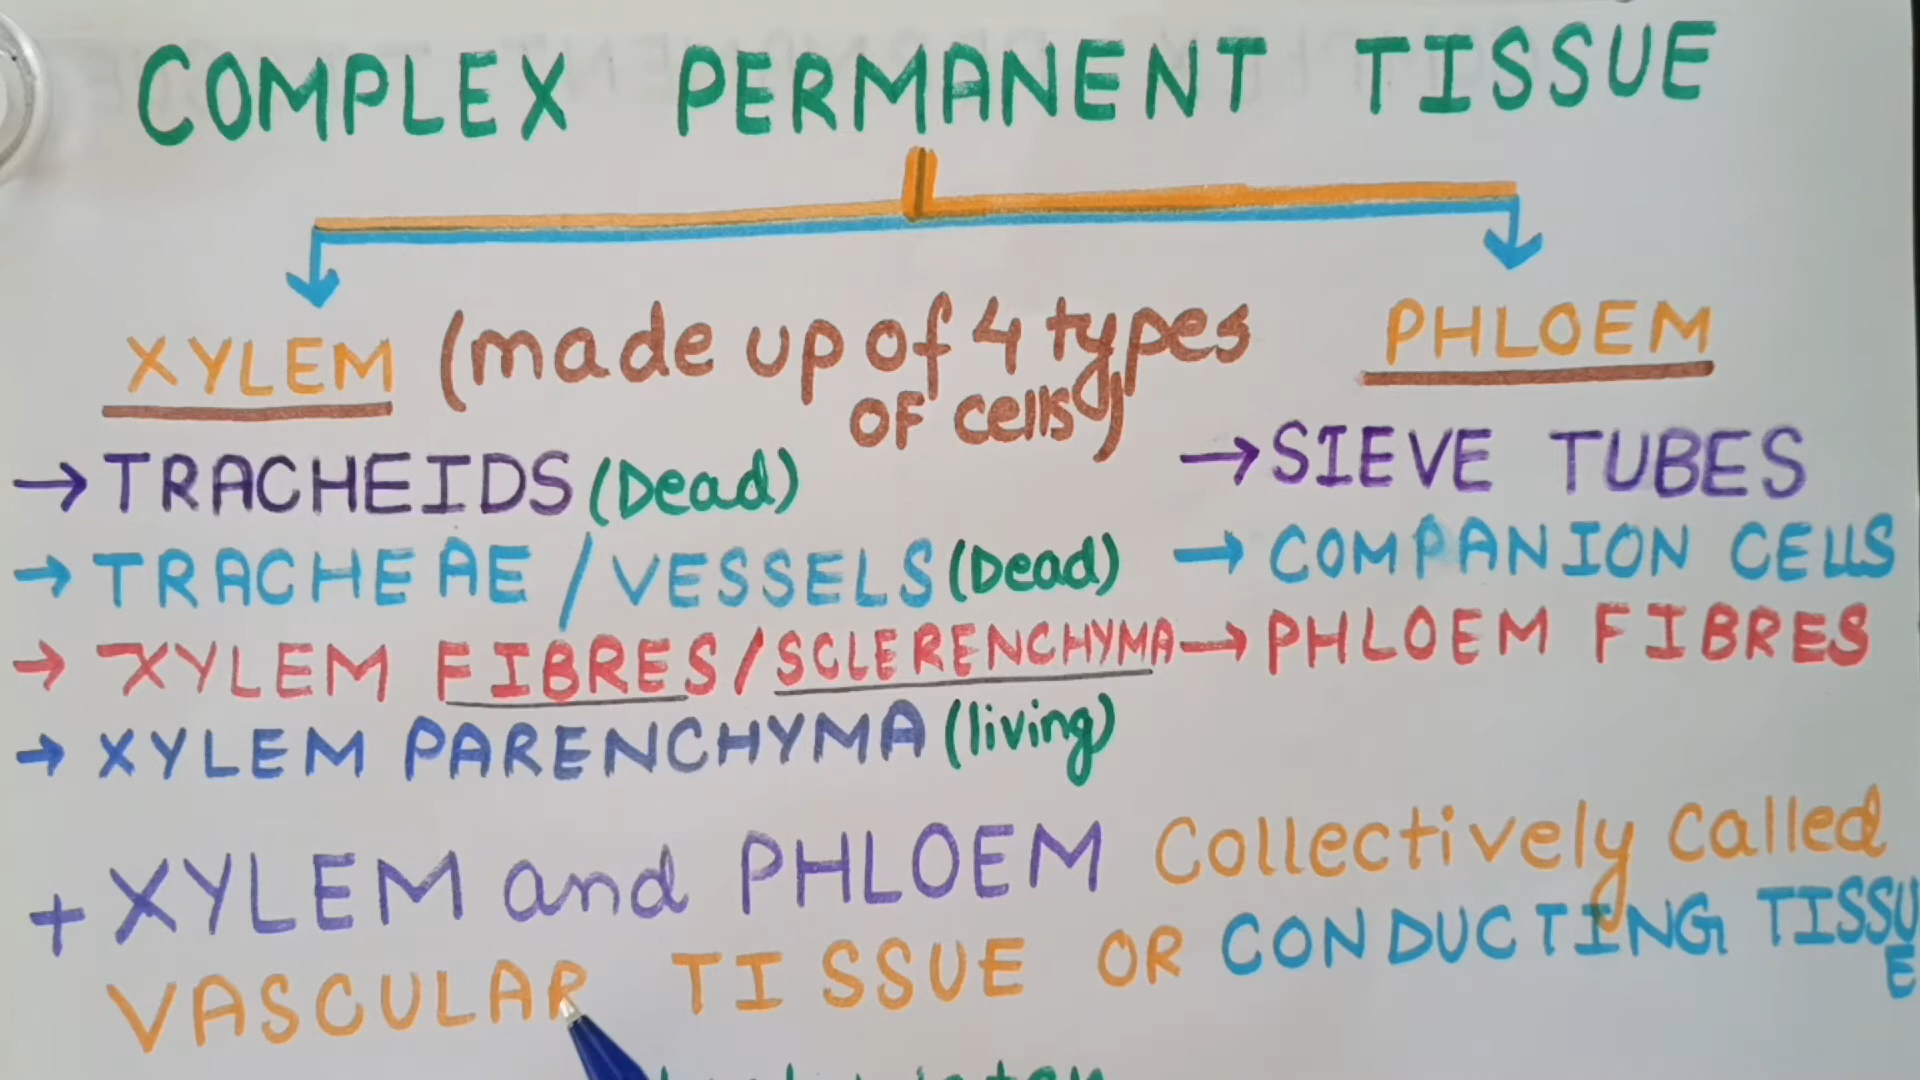 COMPLEX PERMANENT TISSUE
XYLEM (made up of 4 types
OF cells)
PHLOEM
→ TRACHEIDS (Dead)
→ TRACHEAE / VESSELS (Dead)
→ XYLEM FIBRES / SCLERENCHYMA
→ XYLEM PARENCHYMA (living)
→ SIEVE TUBES
→ COMPANION CELLS
→ PHLOEM FIBRES
+ XYLEM and PHLOEM Collectively called
VASCULAR TISSUE OR CONDUCTING TISSUE